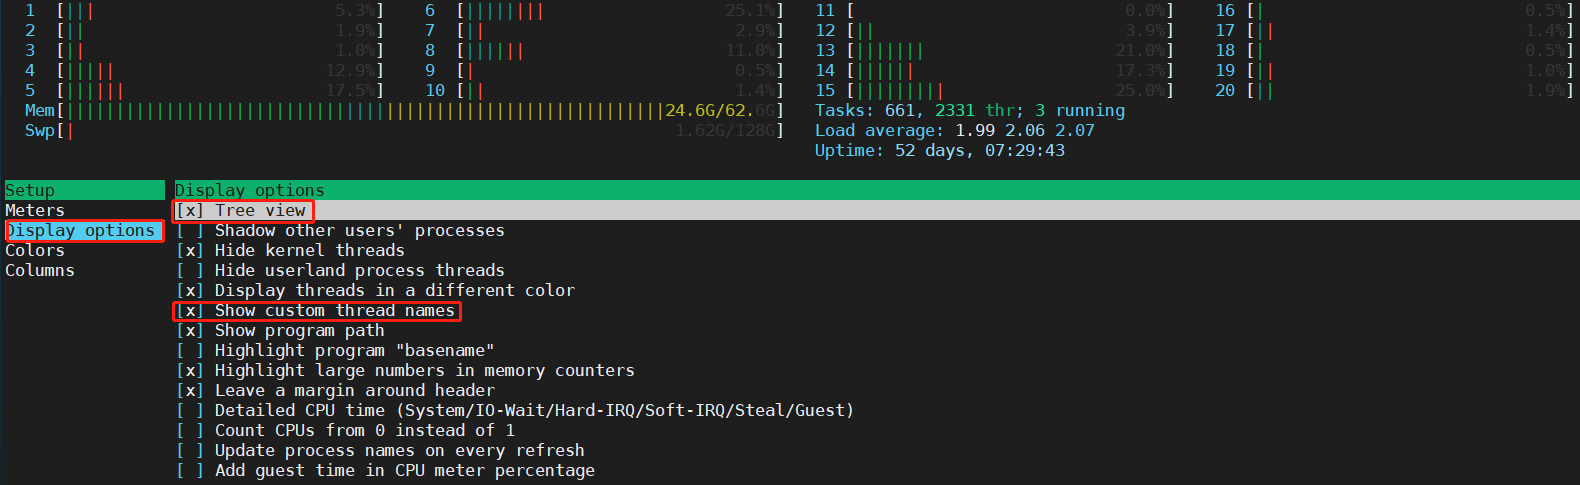 1 [||| 5.3%] 6 [|||||||| 25.1%] 11 [ 0.0%] 16 [| 0.5%]
2 [|| 1.9%] 7 [|| 2.9%] 12 [|| 3.9%] 17 [|| 1.4%]
3 [|| 1.0%] 8 [|||||| 11.0%] 13 [||||||| 21.0%] 18 [| 0.5%]
4 [||||| 12.9%] 9 [| 0.5%] 14 [|||||| 17.3%] 19 [|| 1.0%]
5 [|||||| 17.5%] 10 [|| 1.4%] 15 [||||||||| 25.0%] 20 [|| 1.9%]
Mem[||||||||||||||||||||||||||||||||||||||||||||||||||||||||||||24.6G/62.6G] Tasks: 661, 2331 thr; 3 running
Swp[| 1.62G/128G] Load average: 1.99 2.06 2.07
Uptime: 52 days, 07:29:43
Setup Display options
Meters [x] Tree view
Display options [ ] Shadow other users' processes
Colors [x] Hide kernel threads
Columns [ ] Hide userland process threads
[x] Display threads in a different color
[x] Show custom thread names
[x] Show program path
[ ] Highlight program "basename"
[x] Highlight large numbers in memory counters
[x] Leave a margin around header
[ ] Detailed CPU time (System/IO-Wait/Hard-IRQ/Soft-IRQ/Steal/Guest)
[ ] Count CPUs from 0 instead of 1
[ ] Update process names on every refresh
[ ] Add guest time in CPU meter percentage